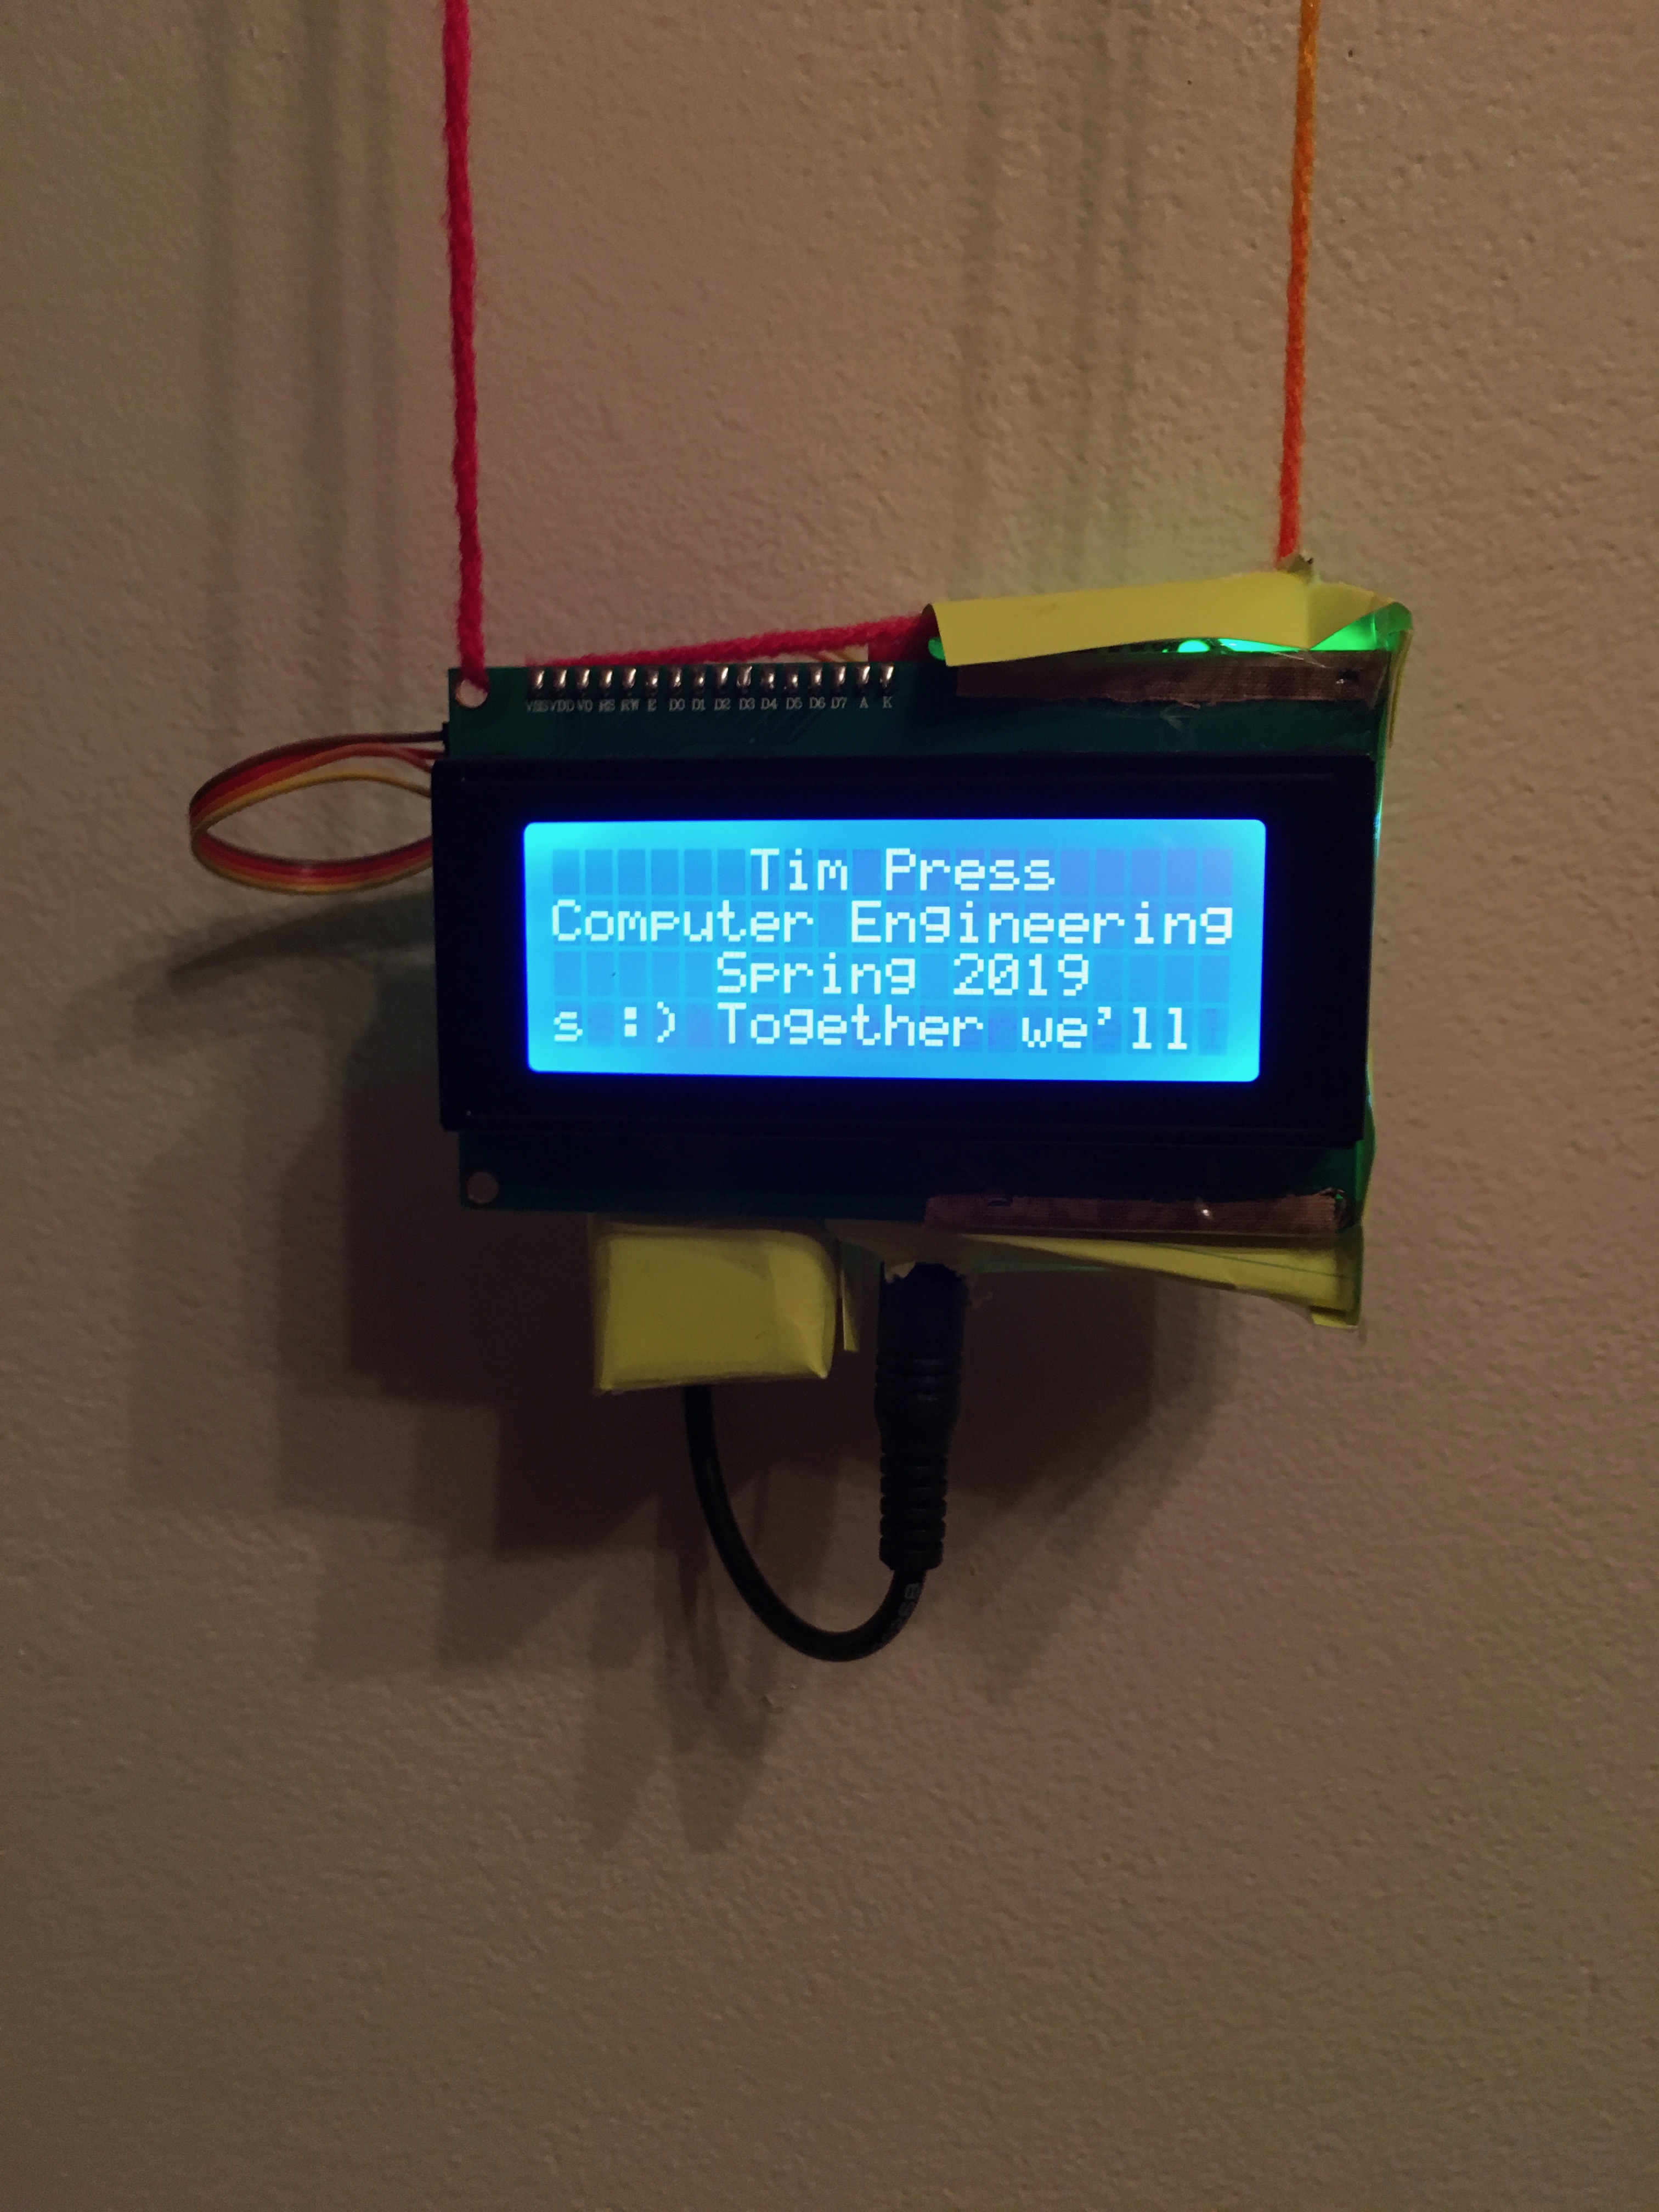 VSS VDD V0 RS RW E D0 D1 D2 D3 D4 D5 D6 D7 A K
Tim Press
Computer Engineering
Spring 2019
s :) Together we'll